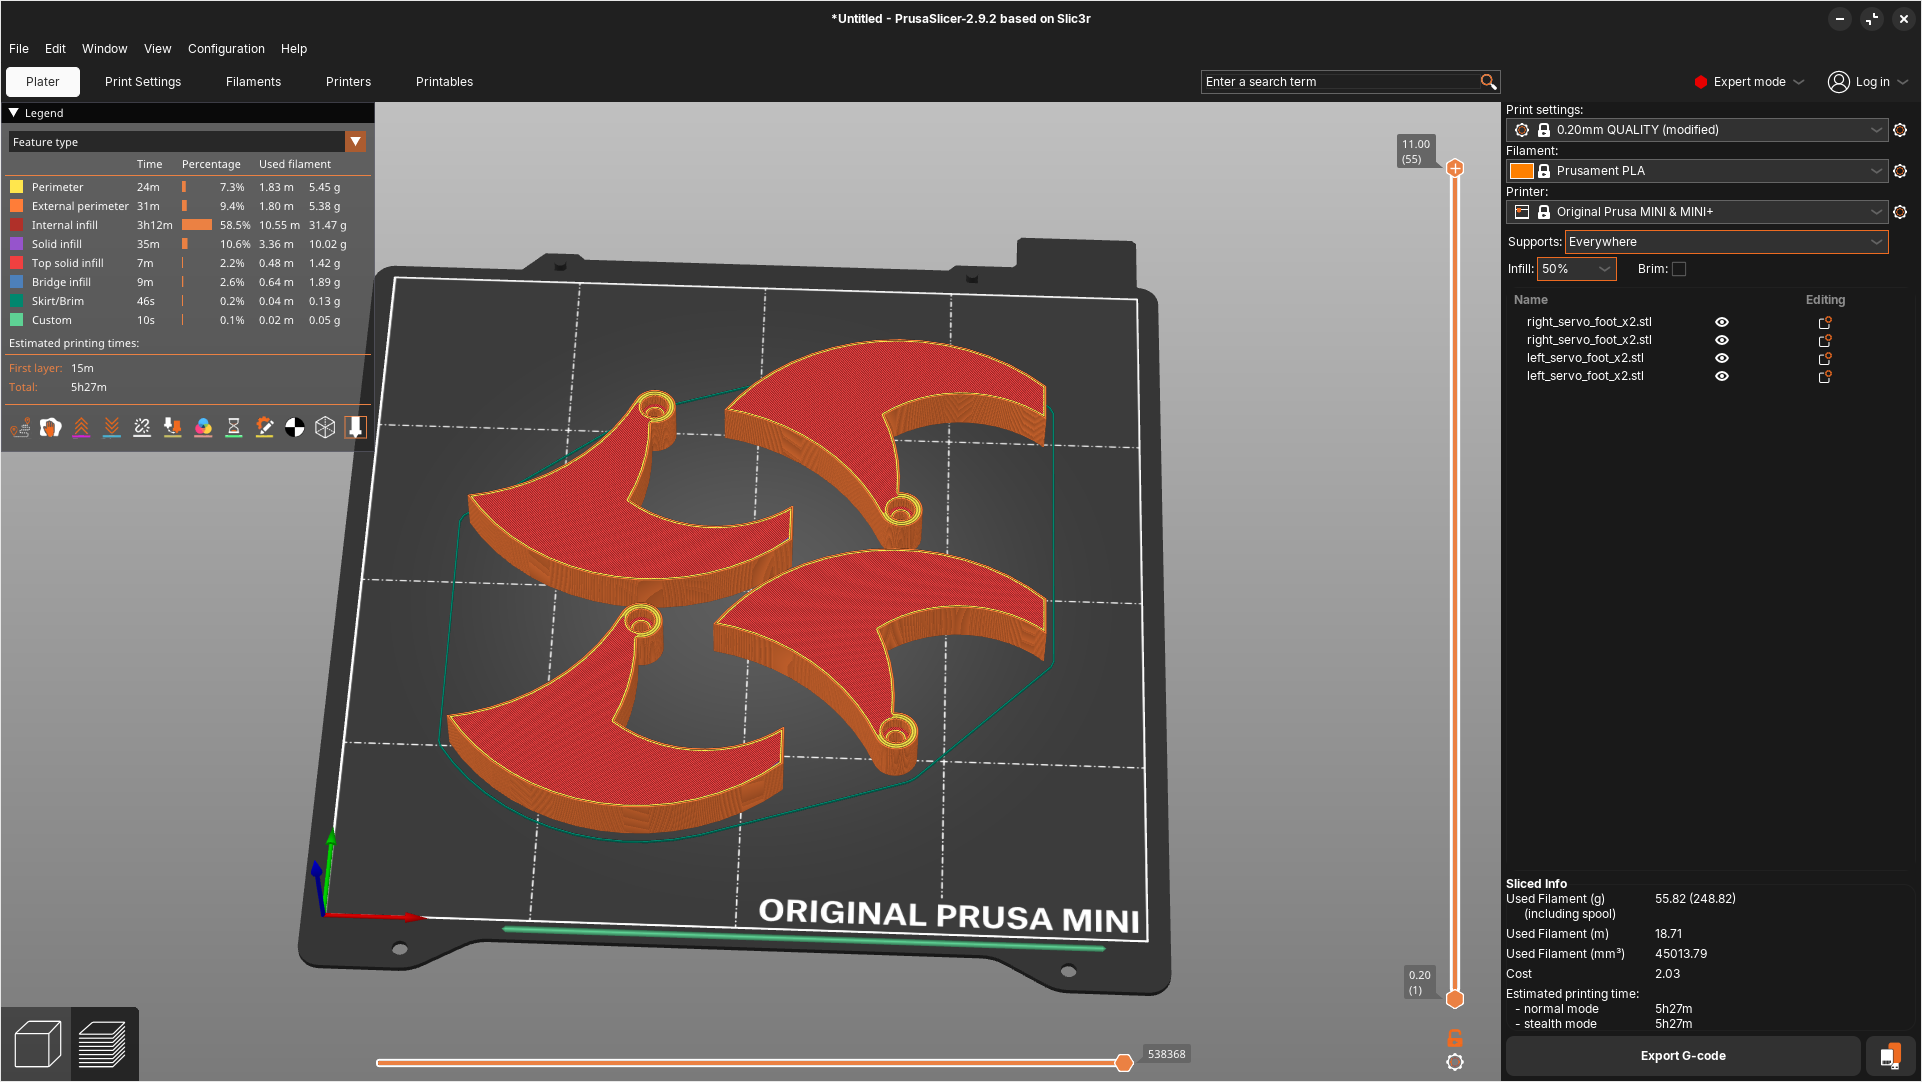 *Untitled - PrusaSlicer-2.9.2 based on Slic3r
File Edit Window View Configuration Help
Plater Print Settings Filaments Printers Printables Enter a search term Expert mode Log in
Legend
Feature type
Time Percentage Used filament
Perimeter 24m 7.3% 1.83 m 5.45 g
External perimeter 31m 9.4% 1.80 m 5.38 g
Internal infill 3h12m 58.5% 10.55 m 31.47 g
Solid infill 35m 10.6% 3.36 m 10.02 g
Top solid infill 7m 2.2% 0.48 m 1.42 g
Bridge infill 9m 2.6% 0.64 m 1.89 g
Skirt/Brim 46s 0.2% 0.04 m 0.13 g
Custom 10s 0.1% 0.02 m 0.05 g
Estimated printing times:
First layer: 15m
Total: 5h27m
11.00
(55)
ORIGINAL PRUSA MINI
0.20
(1)
538368
Print settings:
0.20mm QUALITY (modified)
Filament:
Prusament PLA
Printer:
Original Prusa MINI & MINI+
Supports: Everywhere
Infill: 50% Brim:
Name Editing
right_servo_foot_x2.stl
right_servo_foot_x2.stl
left_servo_foot_x2.stl
left_servo_foot_x2.stl
Sliced Info
Used Filament (g) 55.82 (248.82)
(including spool)
Used Filament (m) 18.71
Used Filament (mm³) 45013.79
Cost 2.03
Estimated printing time:
- normal mode 5h27m
- stealth mode 5h27m
Export G-code